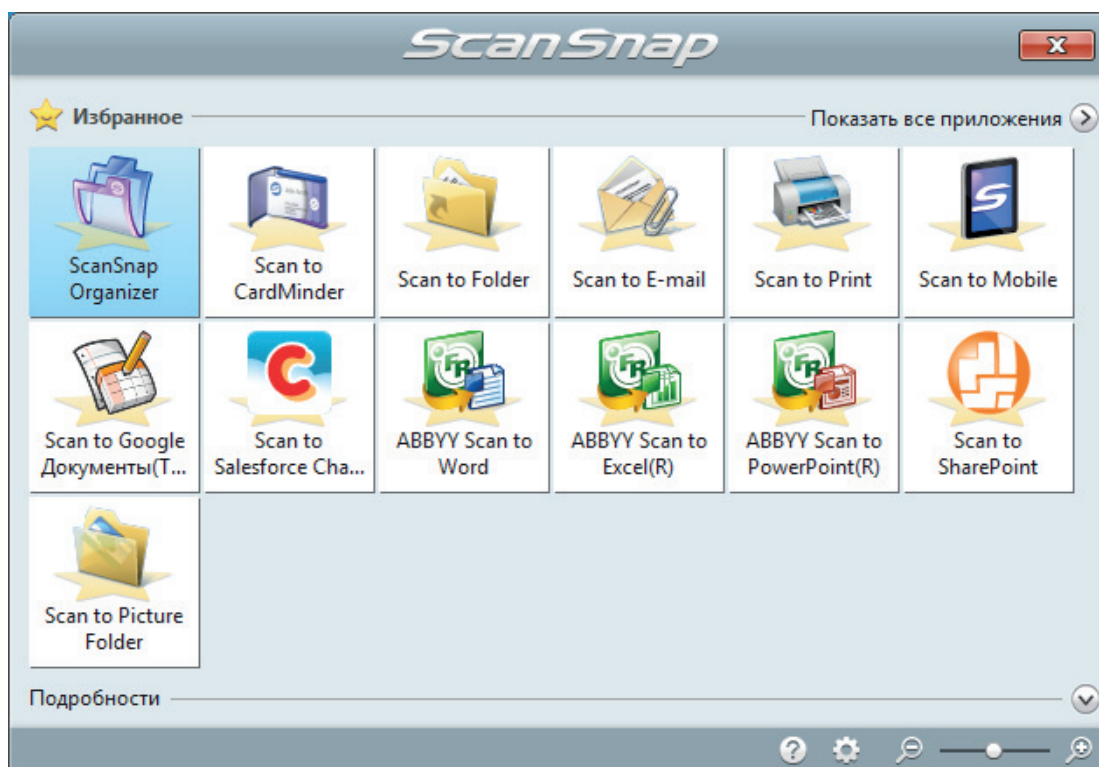 ScanSnap
Избранное
Показать все приложения
ScanSnap
Organizer
Scan to
CardMinder
Scan to Folder
Scan to E-mail
Scan to Print
Scan to Mobile
Scan to Google
Документы(Т...
Scan to
Salesforce Cha...
ABBYY Scan to
Word
ABBYY Scan to
Excel(R)
ABBYY Scan to
PowerPoint(R)
Scan to
SharePoint
Scan to Picture
Folder
Подробности